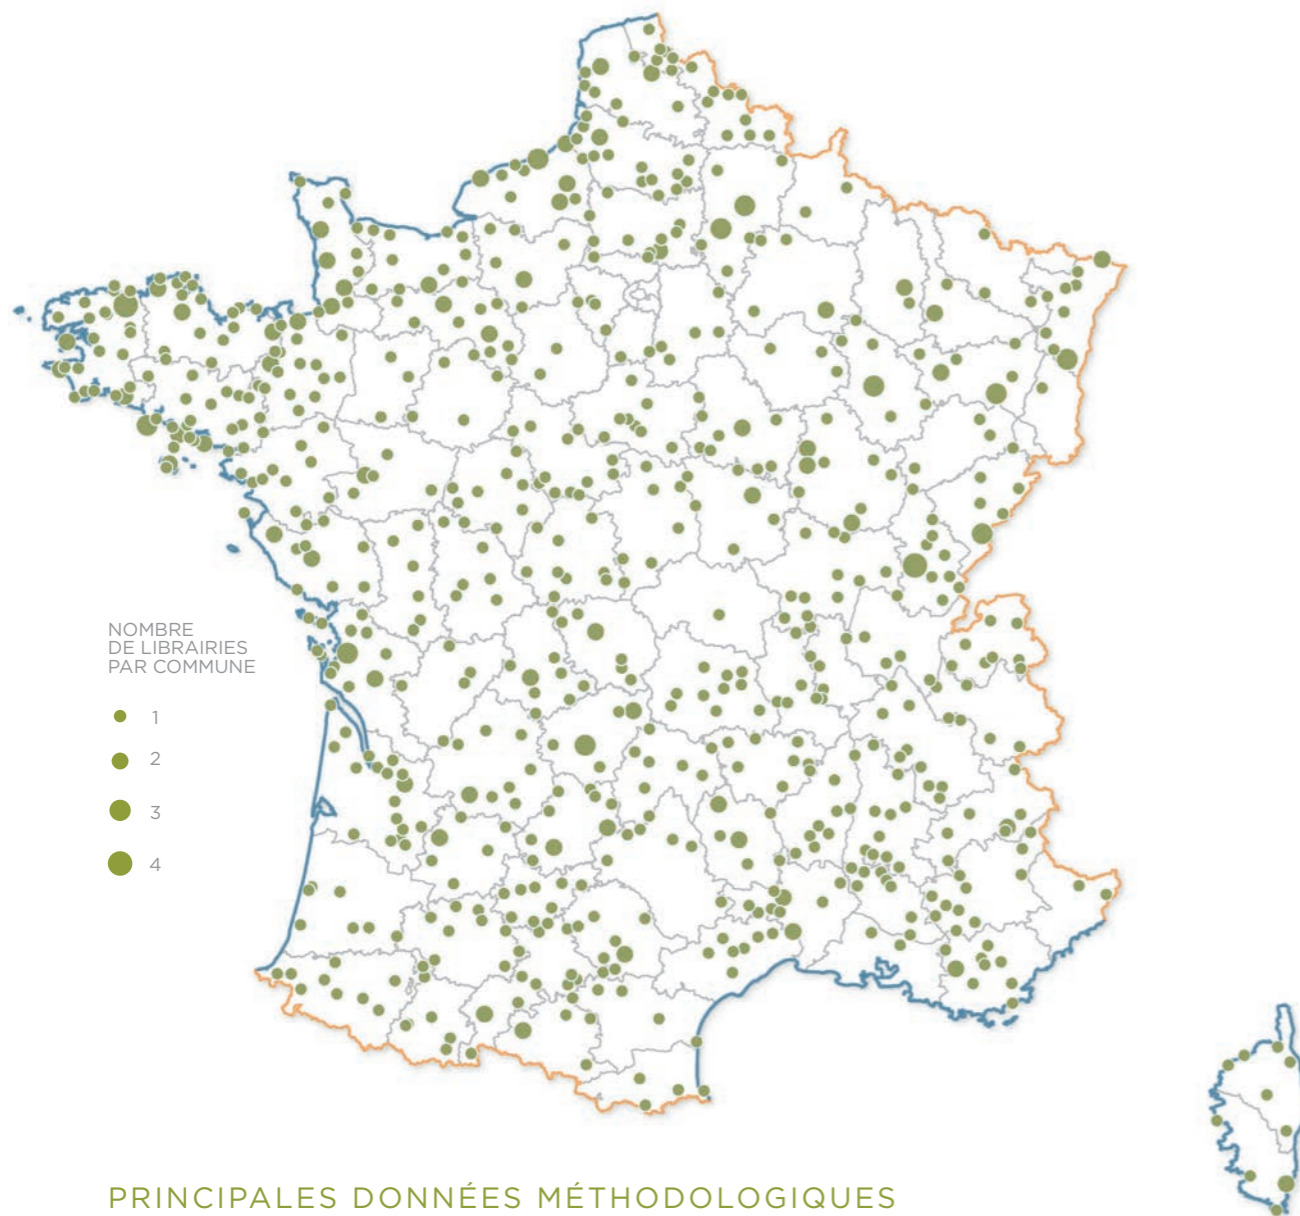 NOMBRE
DE LIBRAIRIES
PAR COMMUNE
1
2
3
4
PRINCIPALES DONNÉES MÉTHODOLOGIQUES